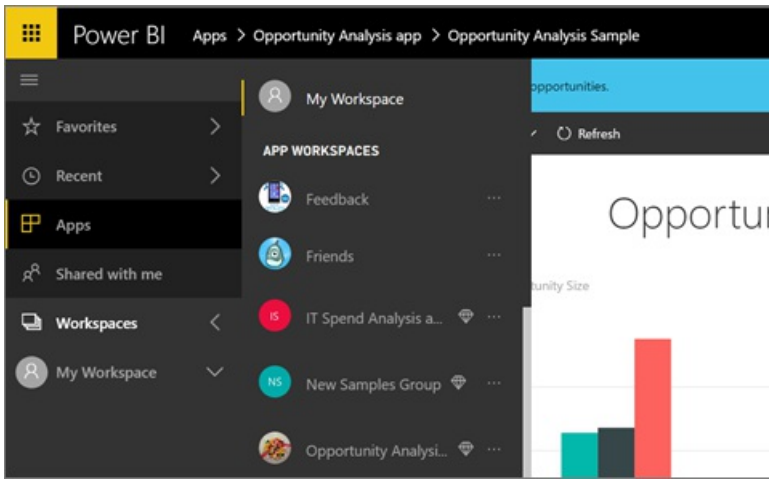 Power BI Apps > Opportunity Analysis app > Opportunity Analysis Sample
opportunities.
Refresh
Favorites
Recent
Apps
Shared with me
Workspaces
My Workspace
My Workspace
APP WORKSPACES
Feedback
Friends
IS IT Spend Analysis a...
NS New Samples Group
Opportunity Analysi...
Opportu
tunity Size